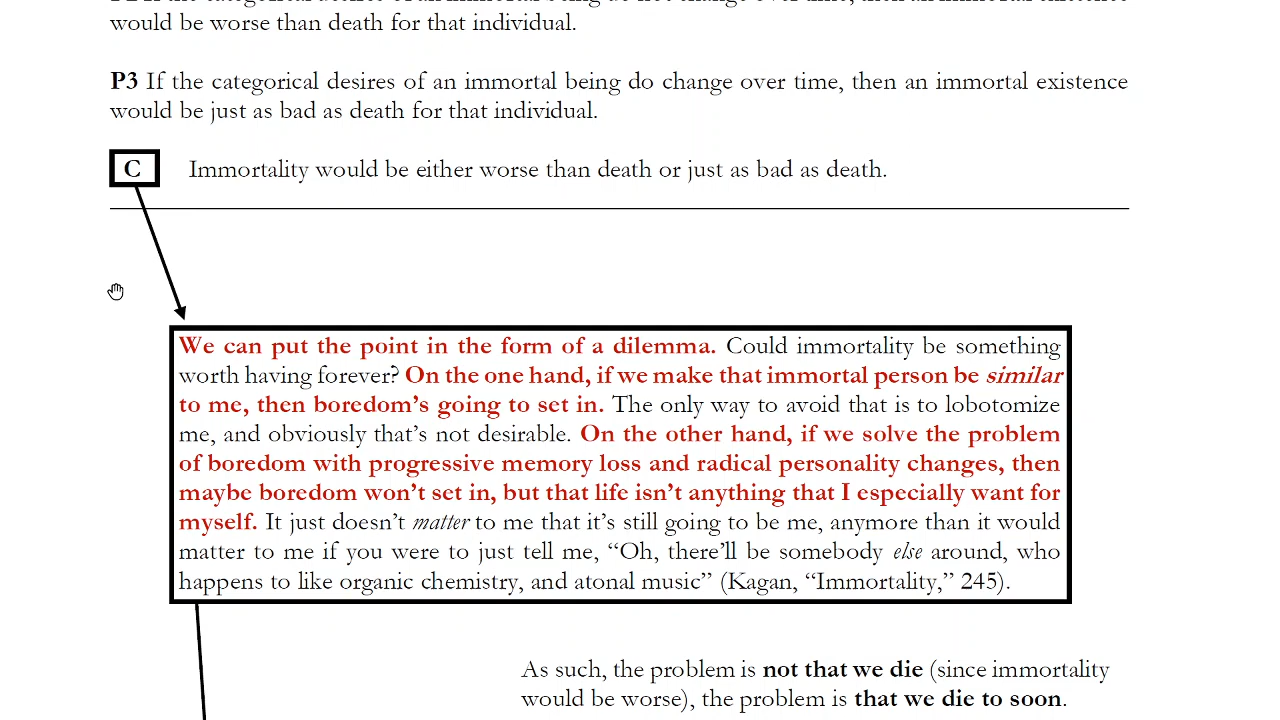 would be worse than death for that individual.
P3 If the categorical desires of an immortal being do change over time, then an immortal existence
would be just as bad as death for that individual.
C Immortality would be either worse than death or just as bad as death.
We can put the point in the form of a dilemma. Could immortality be something
worth having forever? On the one hand, if we make that immortal person be similar
to me, then boredom's going to set in. The only way to avoid that is to lobotomize
me, and obviously that's not desirable. On the other hand, if we solve the problem
of boredom with progressive memory loss and radical personality changes, then
maybe boredom won't set in, but that life isn't anything that I especially want for
myself. It just doesn't matter to me that it's still going to be me, anymore than it would
matter to me if you were to just tell me, “Oh, there'll be somebody else around, who
happens to like organic chemistry, and atonal music” (Kagan, “Immortality,” 245).
As such, the problem is not that we die (since immortality
would be worse), the problem is that we die to soon.